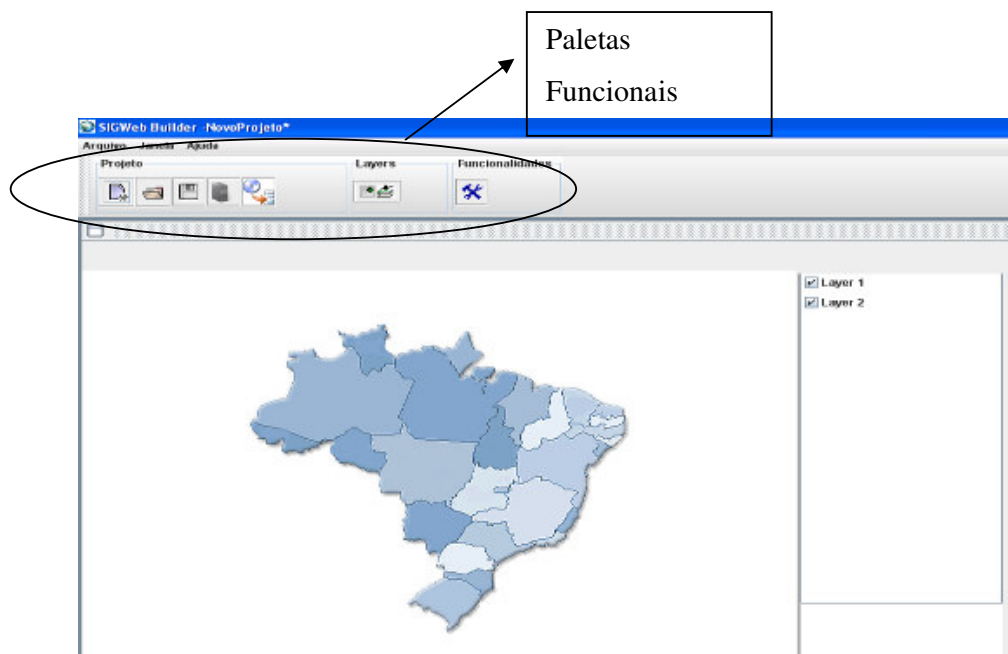 Paletas
Funcionais
SIGWeb Builder -NovoProjeto*
Arquivo Janela Ajuda
Projeto Layers Funcionalidades
Layer 1
Layer 2